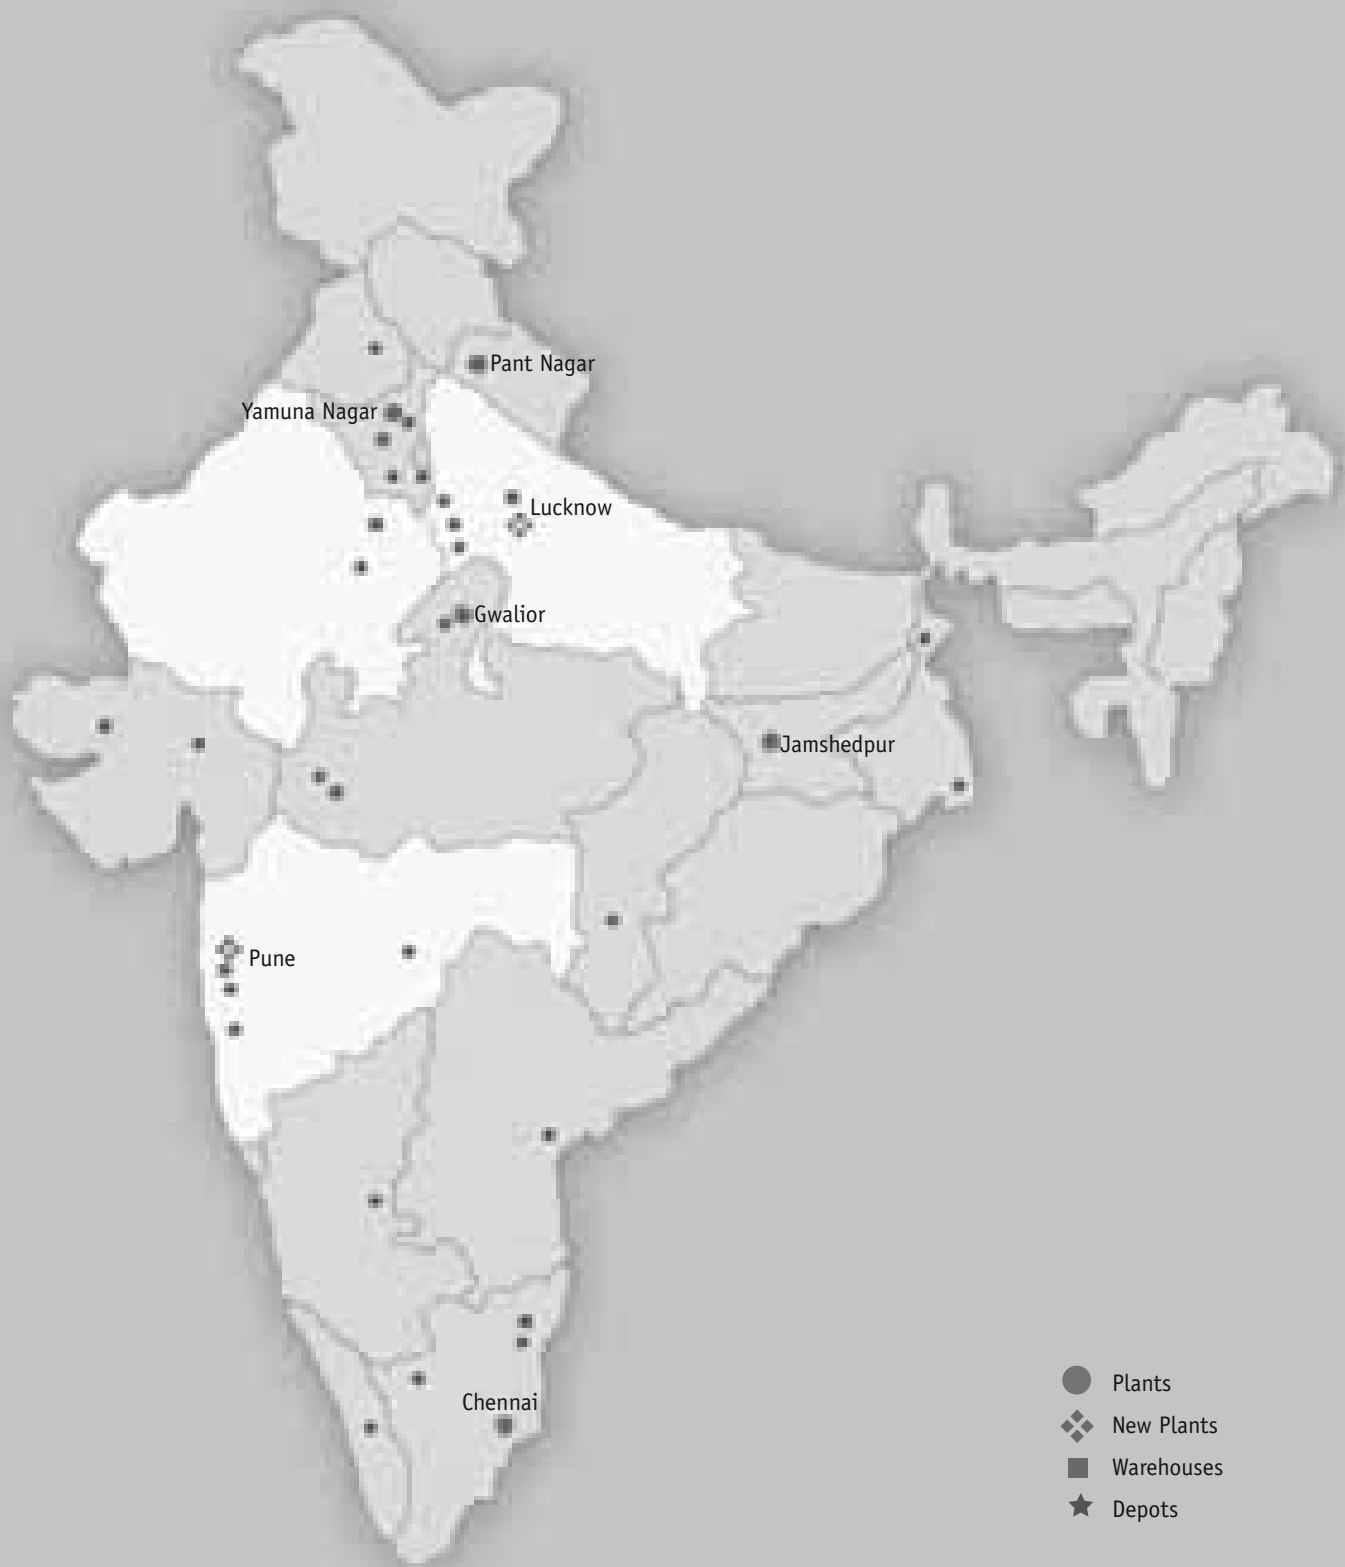 Pant Nagar
Yamuna Nagar
Lucknow
Gwalior
Jamshedpur
Pune
Chennai
Plants
New Plants
Warehouses
Depots